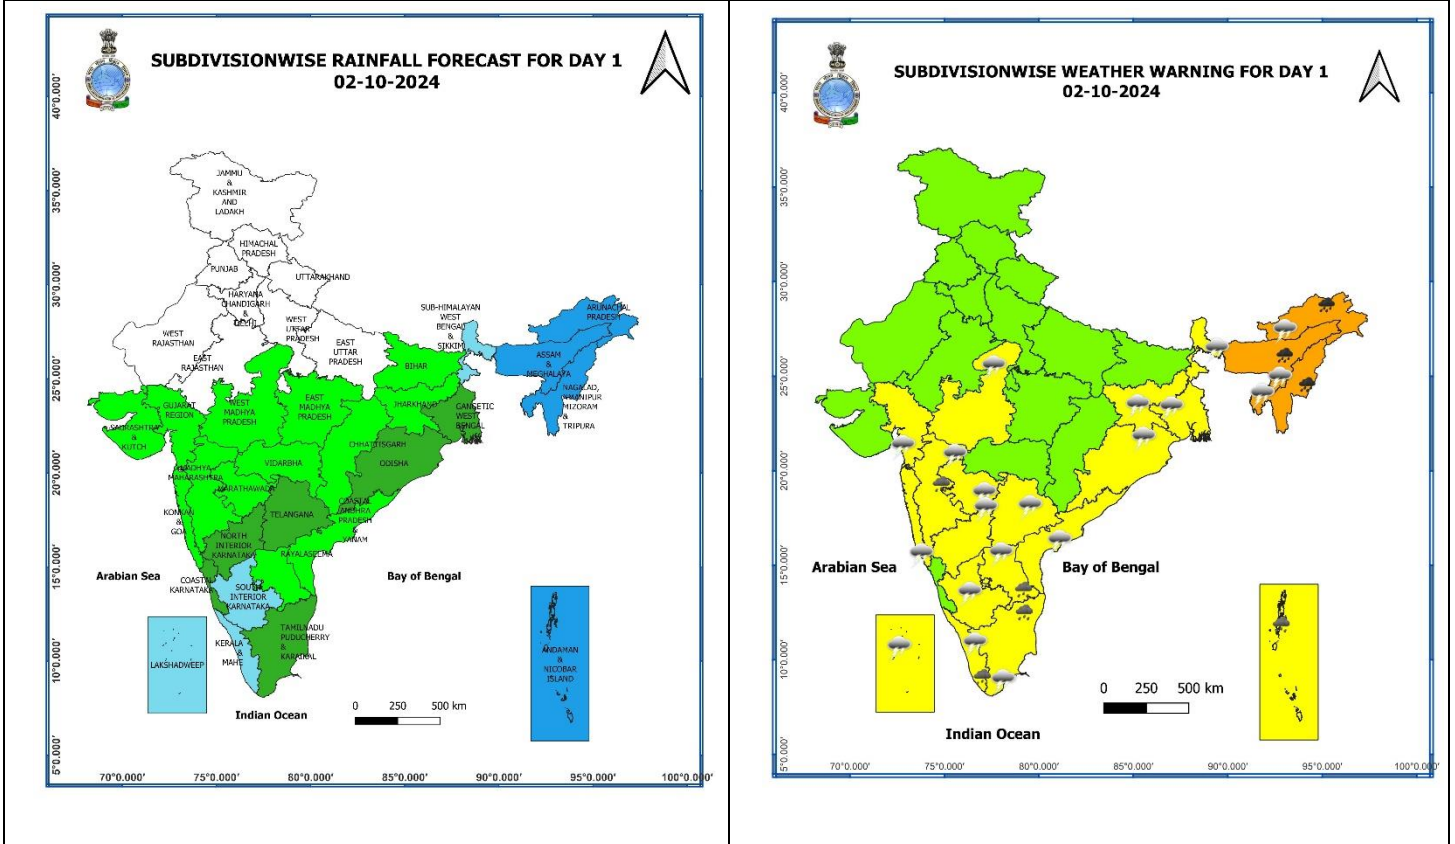 SUBDIVISIONWISE RAINFALL FORECAST FOR DAY 1
02-10-2024
40°0.000'
35°0.000'
30°0.000'
25°0.000'
20°0.000'
15°0.000'
10°0.000'
5°0.000'
JAMMU
&
KASHMIR
AND
LADAKH
HIMACHAL
PRADESH
PUNJAB
UTTARAKHAND
HARYANA
CHANDIGARH
&
DELHI
WEST
RAJASTHAN
EAST
RAJASTHAN
WEST
UTTAR
PRADESH
EAST
UTTAR
PRADESH
SUB-HIMALAYAN
WEST
BENGAL
&
SIKKIM
ARUNACHAL
PRADESH
ASSAM
&
MEGHALAYA
NAGALAD,
MANIPUR
MIZORAM
&
TRIPURA
BIHAR
JHARKHAND
GANGETIC
WEST
BENGAL
GUJARAT
REGION
SAURASHTRA
&
KUTCH
WEST
MADHYA
PRADESH
EAST
MADHYA
PRADESH
CHHATTISGARH
ODISHA
VIDARBHA
MADHYA
MAHARASHTRA
MARATHAWADA
KONKAN
&
GOA
TELANGANA
COASTAL
ANDHRA
PRADESH
&
YANAM
NORTH
INTERIOR
KARNATAKA
RAYALASEEMA
COASTAL
KARNATAKA
SOUTH
INTERIOR
KARNATAKA
TAMILNADU
PUDUCHERRY
&
KARAIKAL
KERALA
&
MAHE
LAKSHADWEEP
ANDAMAN
&
NICOBAR
ISLAND
Arabian Sea
Bay of Bengal
Indian Ocean
0 250 500 km
70°0.000' 75°0.000' 80°0.000' 85°0.000' 90°0.000' 95°0.000' 100°0.000'
SUBDIVISIONWISE WEATHER WARNING FOR DAY 1
02-10-2024
40°0.000'
35°0.000'
30°0.000'
25°0.000'
20°0.000'
15°0.000'
10°0.000'
5°0.000'
Arabian Sea
Bay of Bengal
Indian Ocean
0 250 500 km
70°0.000' 75°0.000' 80°0.000' 85°0.000' 90°0.000' 95°0.000' 100°0.000'